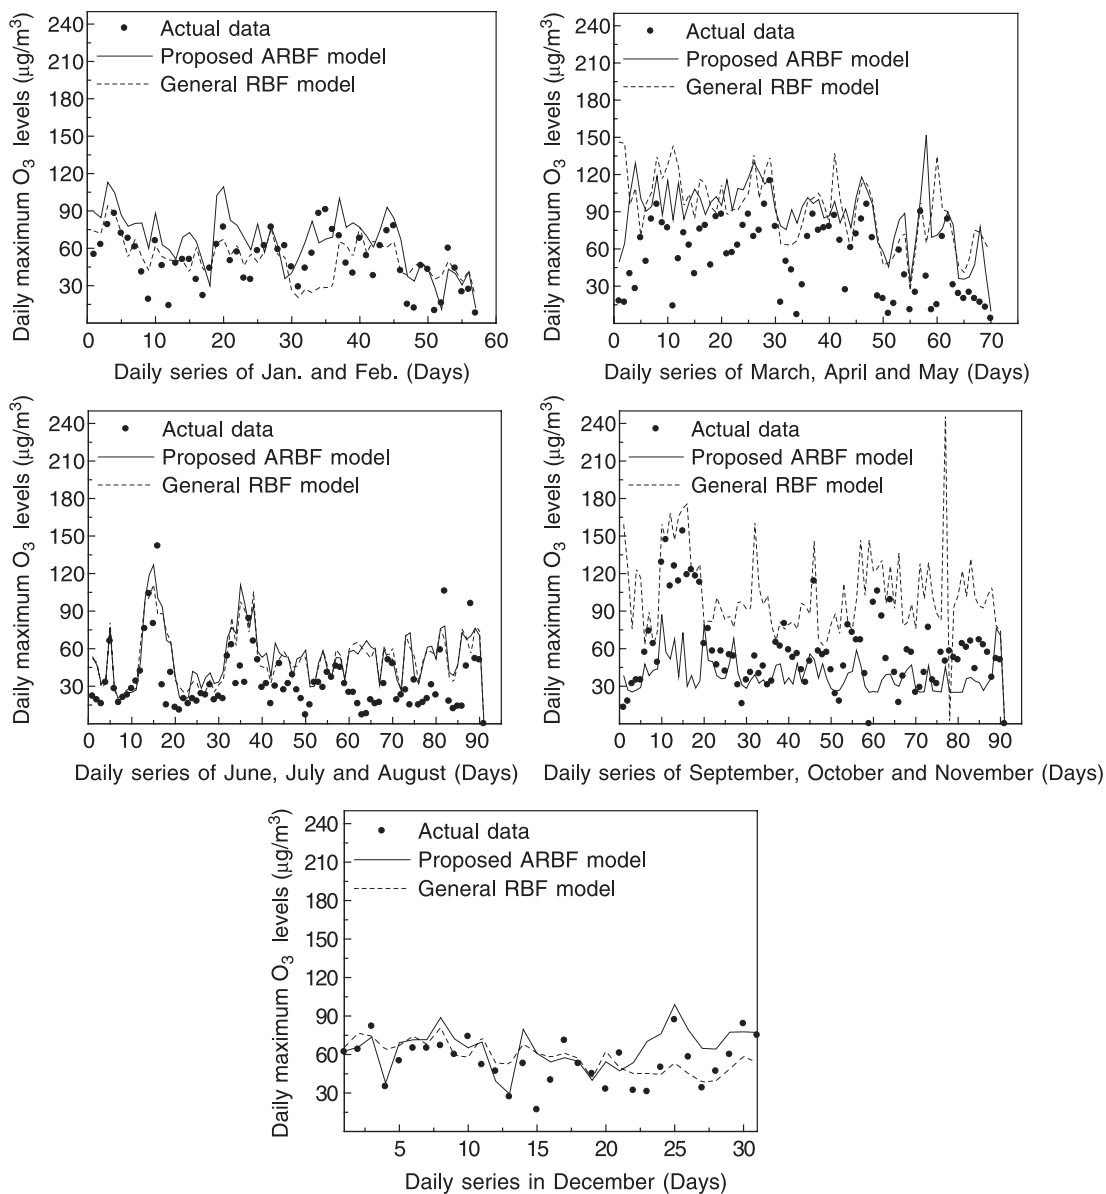 Daily maximum O3 levels (μg/m3)
240
210
180
150
120
90
60
30
Actual data
Proposed ARBF model
General RBF model
0 10 20 30 40 50 60
Daily series of Jan. and Feb. (Days)
Daily maximum O3 levels (μg/m3)
240
210
180
150
120
90
60
30
Actual data
Proposed ARBF model
General RBF model
0 10 20 30 40 50 60 70
Daily series of March, April and May (Days)
Daily maximum O3 levels (μg/m3)
240
210
180
150
120
90
60
30
Actual data
Proposed ARBF model
General RBF model
0 10 20 30 40 50 60 70 80 90
Daily series of June, July and August (Days)
Daily maximum O3 levels (μg/m3)
240
210
180
150
120
90
60
30
Actual data
Proposed ARBF model
General RBF model
0 10 20 30 40 50 60 70 80 90
Daily series of September, October and November (Days)
Daily maximum O3 levels (μg/m3)
240
210
180
150
120
90
60
30
Actual data
Proposed ARBF model
General RBF model
5 10 15 20 25 30
Daily series in December (Days)